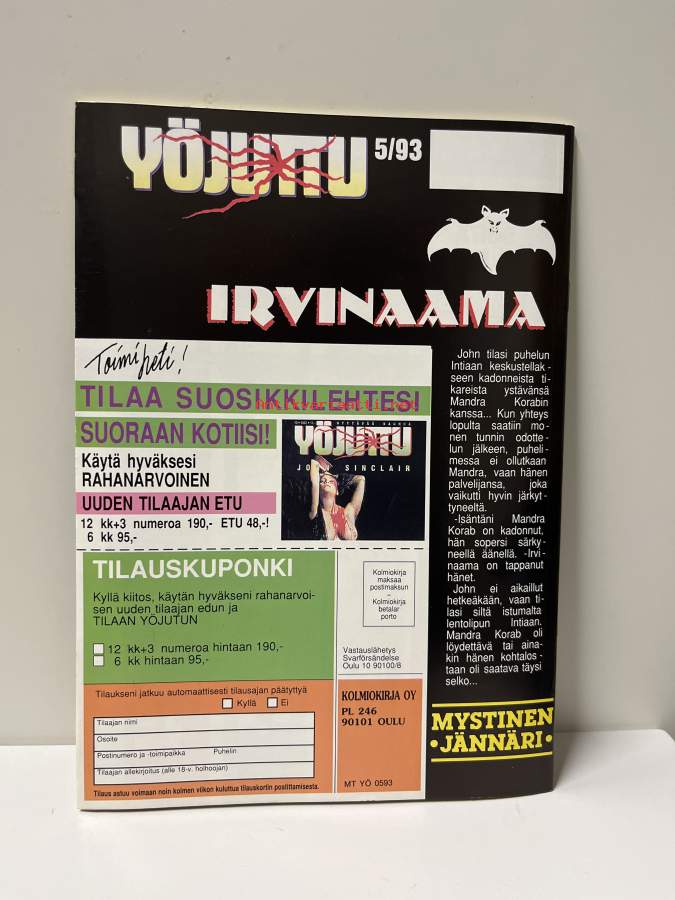 YÖJUTTU 5/93
IRVINAAMA
Toimi heti!
TILAA SUOSIKKILEHTESI
SUORAAN KOTIISI!
Käytä hyväksesi
RAHANARVOINEN
UUDEN TILAAJAN ETU
12 kk+3 numeroa 190,- ETU 48,-!
6 kk 95,-
YÖJUTTU
JOHN SINCLAIR
TILAUSKUPONKI
Kyllä kiitos, käytän hyväkseni rahanarvoi-
sen uuden tilaajan edun ja
TILAAN YÖJUTUN
12 kk+3 numeroa hintaan 190,-
6 kk hintaan 95,-
Tilaukseni jatkuu automaattisesti tilausajan päätyttyä
Kyllä Ei
Tilaajan nimi
Osoite
Postinumero ja -toimipaikka Puhelin
Tilaajan allekirjoitus (alle 18-v. holhoojan)
Tilaus astuu voimaan noin kolmen viikon kuluttua tilauskortin postittamisesta.
Kolmiokirja
maksaa
postimaksun
–
Kolmiokirja
betalar
porto
Vastauslähetys
Svarförsändelse
Oulu 10 90100/8
KOLMIOKIRJA OY
PL 246
90101 OULU
MT YÖ 0593
John tilasi puhelun
Intiaan keskustellak-
seen kadonneista ti-
kareista ystävänsä
Mandra Korabin
kanssa... Kun yhteys
lopulta saatiin mo-
nen tunnin odotte-
lun jälkeen, puheli-
messa ei ollutkaan
Mandra, vaan hänen
palvelijansa, joka
vaikutti hyvin järkyt-
tyneeltä.
-Isäntäni Mandra
Korab on kadonnut,
hän sopersi särky-
neellä äänellä. -Irvi-
naama on tappanut
hänet.
John ei aikaillut
hetkeäkään, vaan ti-
lasi siltä istumalta
lentolipun Intiaan.
Mandra Korab oli
löydettävä tai aina-
kin hänen kohtalos-
taan oli saatava täysi
selko...
MYSTINEN
·JÄNNÄRI·